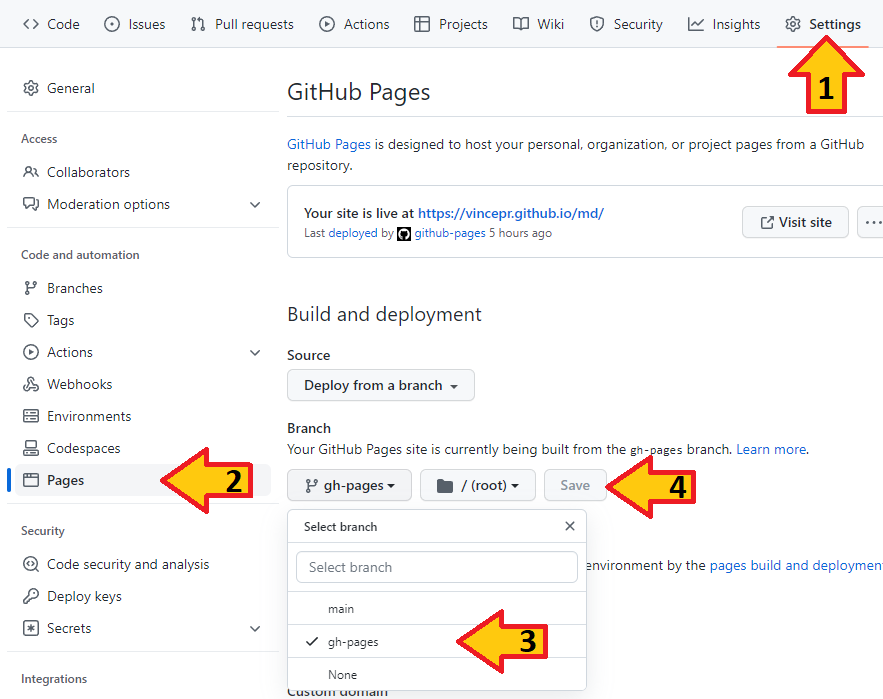 Code Issues Pull requests Actions Projects Wiki Security Insights Settings
1
General
Access
Collaborators
Moderation options
Code and automation
Branches
Tags
Actions
Webhooks
Environments
Codespaces
Pages
2
Security
Code security and analysis
Deploy keys
Secrets
Integrations
GitHub Pages
GitHub Pages is designed to host your personal, organization, or project pages from a GitHub
repository.
Your site is live at https://vincepr.github.io/md/
Last deployed by github-pages 5 hours ago
Visit site
Build and deployment
Source
Deploy from a branch
Branch
Your GitHub Pages site is currently being built from the gh-pages branch. Learn more.
gh-pages / (root) Save
4
Select branch
Select branch
environment by the pages build and deploymen
main
gh-pages
3
None
Custom domain